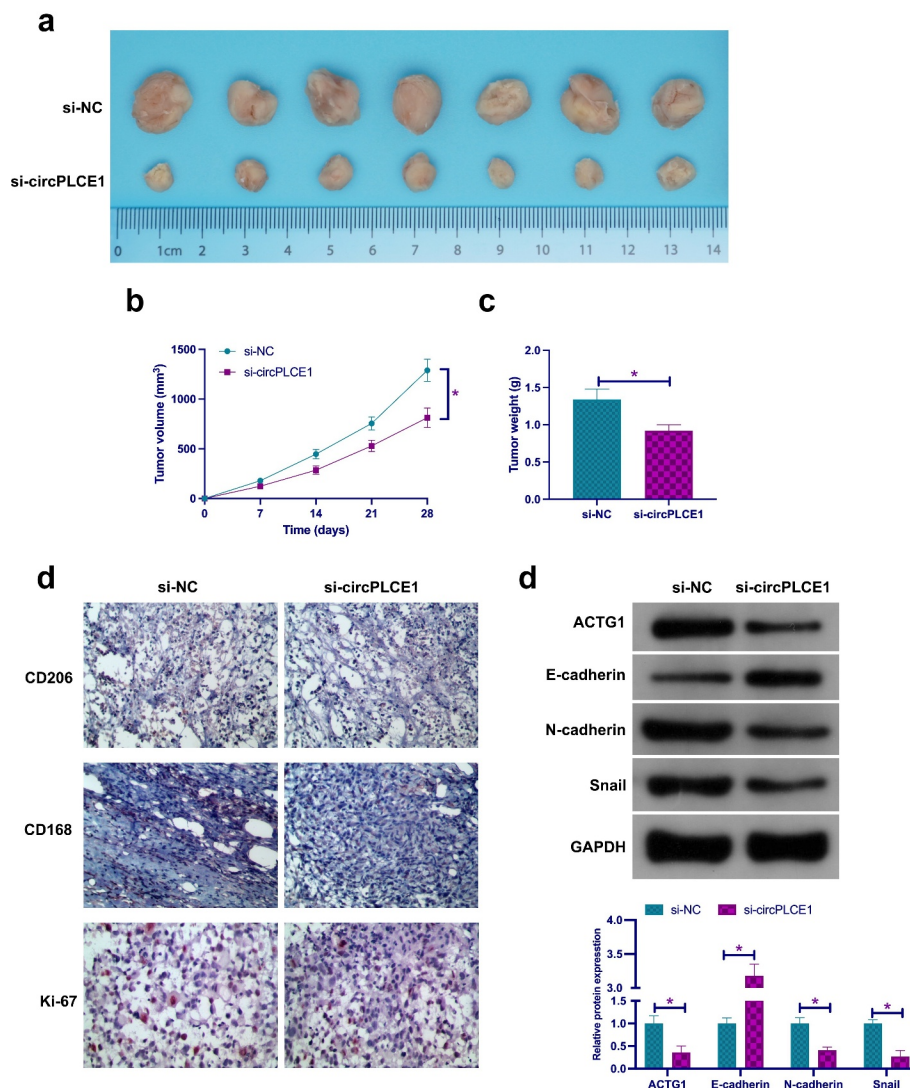 a
si-NC
si-circPLCE1
0 1cm 2 3 4 5 6 7 8 9 10 11 12 13 14
b
Tumor volume (mm³)
1500
1000
500
0
si-NC
si-circPLCE1
*
0 7 14 21 28
Time (days)
c
Tumor weight (g)
2.0
1.5
1.0
0.5
0.0
*
si-NC si-circPLCE1
d
si-NC si-circPLCE1
CD206
CD168
Ki-67
d
si-NC si-circPLCE1
ACTG1
E-cadherin
N-cadherin
Snail
GAPDH
si-NC si-circPLCE1
Relative protein expresstion
4.0
3.0
1.5
1.0
0.5
0.0
* * * *
ACTG1 E-cadherin N-cadherin Snail